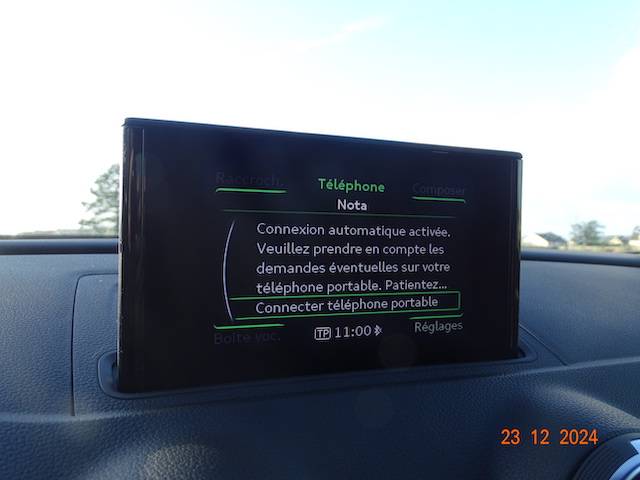 Raccroch.
Téléphone
Composer
Nota
Connexion automatique activée.
Veuillez prendre en compte les
demandes éventuelles sur votre
téléphone portable. Patientez...
Connecter téléphone portable
Boîte voc.
TP 11:00
Réglages
23 12 2024